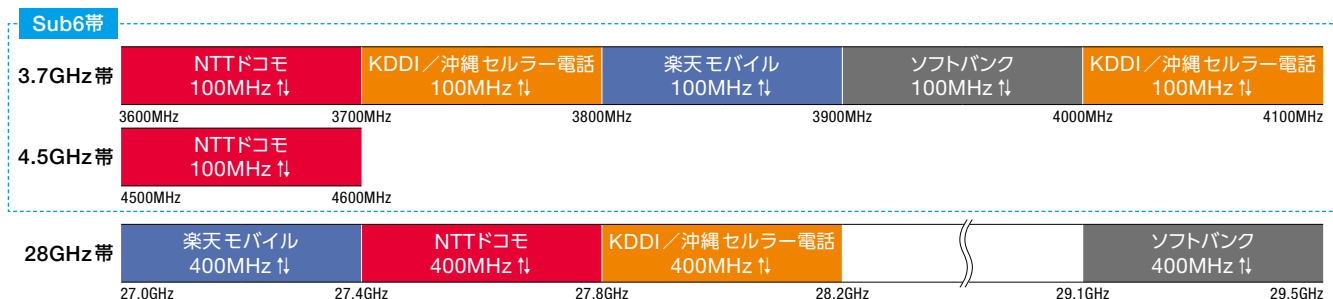 Sub6帯
3.7GHz帯
NTTドコモ
100MHz ↑↓
KDDI／沖縄セルラー電話
100MHz ↑↓
楽天モバイル
100MHz ↑↓
ソフトバンク
100MHz ↑↓
KDDI／沖縄セルラー電話
100MHz ↑↓
3600MHz 3700MHz 3800MHz 3900MHz 4000MHz 4100MHz
4.5GHz帯
NTTドコモ
100MHz ↑↓
4500MHz 4600MHz
28GHz帯
楽天モバイル
400MHz ↑↓
NTTドコモ
400MHz ↑↓
KDDI／沖縄セルラー電話
400MHz ↑↓
ソフトバンク
400MHz ↑↓
27.0GHz 27.4GHz 27.8GHz 28.2GHz 29.1GHz 29.5GHz